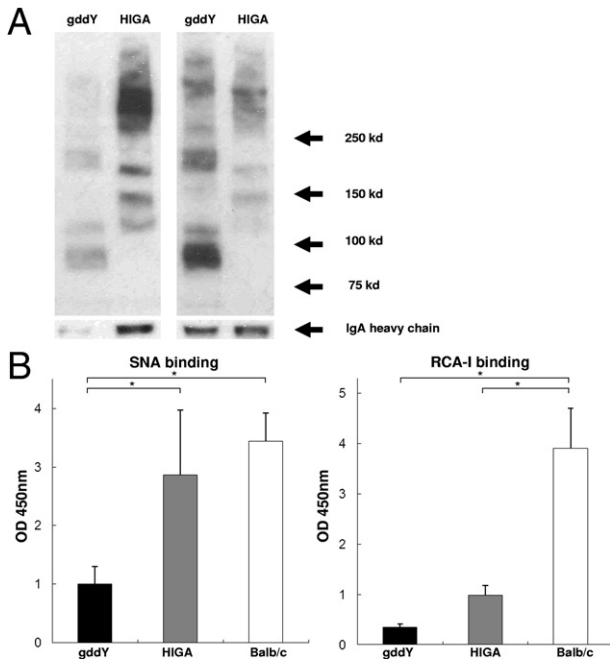 A
gddY HIGA gddY HIGA
250 kd
150 kd
100 kd
75 kd
IgA heavy chain
B
SNA binding
*
*
OD 450nm
4
3
2
1
0
gddY HIGA Balb/c
RCA-I binding
*
*
OD 450nm
5
4
3
2
1
0
gddY HIGA Balb/c